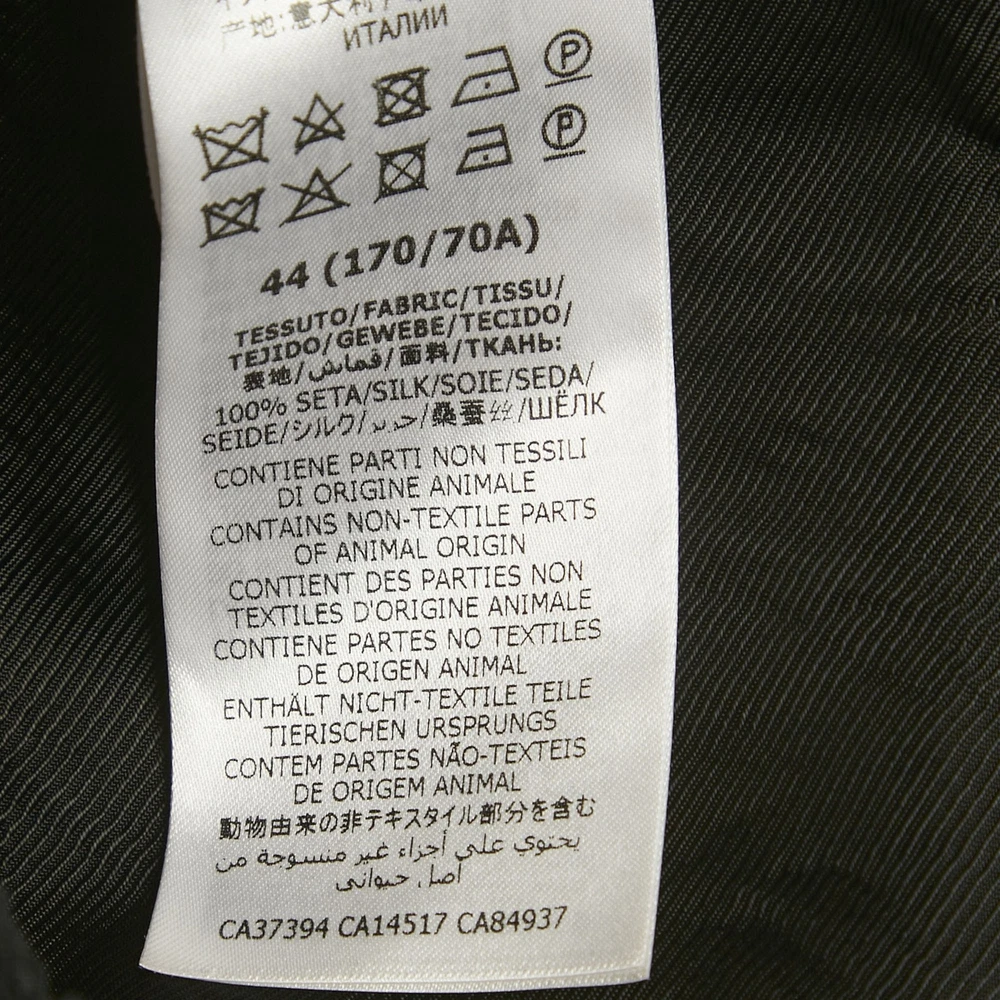 产地:意大利
ИТАЛИИ
44 (170/70A)
TESSUTO/FABRIC/TISSU/
TEJIDO/GEWEBE/TECIDO/
表地/قماش/面料/ТКАНЬ:
100% SETA/SILK/SOIE/SEDA/
SEIDE/シルク/حرير/桑蚕丝/ШЁЛК
CONTIENE PARTI NON TESSILI
DI ORIGINE ANIMALE
CONTAINS NON-TEXTILE PARTS
OF ANIMAL ORIGIN
CONTIENT DES PARTIES NON
TEXTILES D'ORIGINE ANIMALE
CONTIENE PARTES NO TEXTILES
DE ORIGEN ANIMAL
ENTHÄLT NICHT-TEXTILE TEILE
TIERISCHEN URSPRUNGS
CONTEM PARTES NÃO-TEXTEIS
DE ORIGEM ANIMAL
動物由来の非テキスタイル部分を含む
يحتوي على أجزاء غير منسوجة من
اصل حيوانى
CA37394 CA14517 CA84937